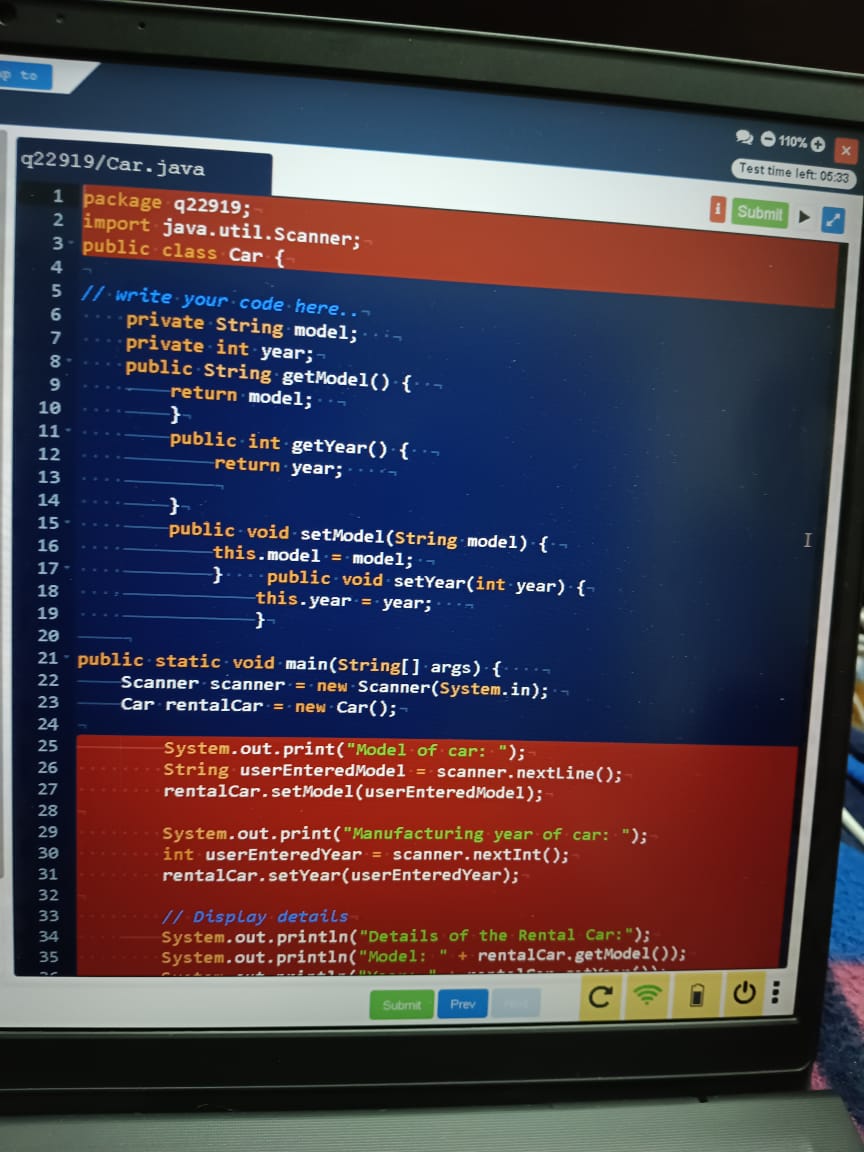 p to
110%
q22919/Car.java
Test time left: 05:33
Submit
1 package q22919;
2 import java.util.Scanner;
3 public class Car {
4
5 // write your code here..
6 private String model;
7 private int year;
8 public String getModel() {
9 return model;
10 }
11 public int getYear() {
12 return year;
13
14 }
15 public void setModel(String model) {
16 this.model = model;
17 } public void setYear(int year) {
18 this.year = year;
19 }
20
21 public static void main(String[] args) {
22 Scanner scanner = new Scanner(System.in);
23 Car rentalCar = new Car();
24
25 System.out.print("Model of car: ");
26 String userEnteredModel = scanner.nextLine();
27 rentalCar.setModel(userEnteredModel);
28
29 System.out.print("Manufacturing year of car: ");
30 int userEnteredYear = scanner.nextInt();
31 rentalCar.setYear(userEnteredYear);
32
33 // Display details
34 System.out.println("Details of the Rental Car:");
35 System.out.println("Model: " + rentalCar.getModel());
Submit Prev